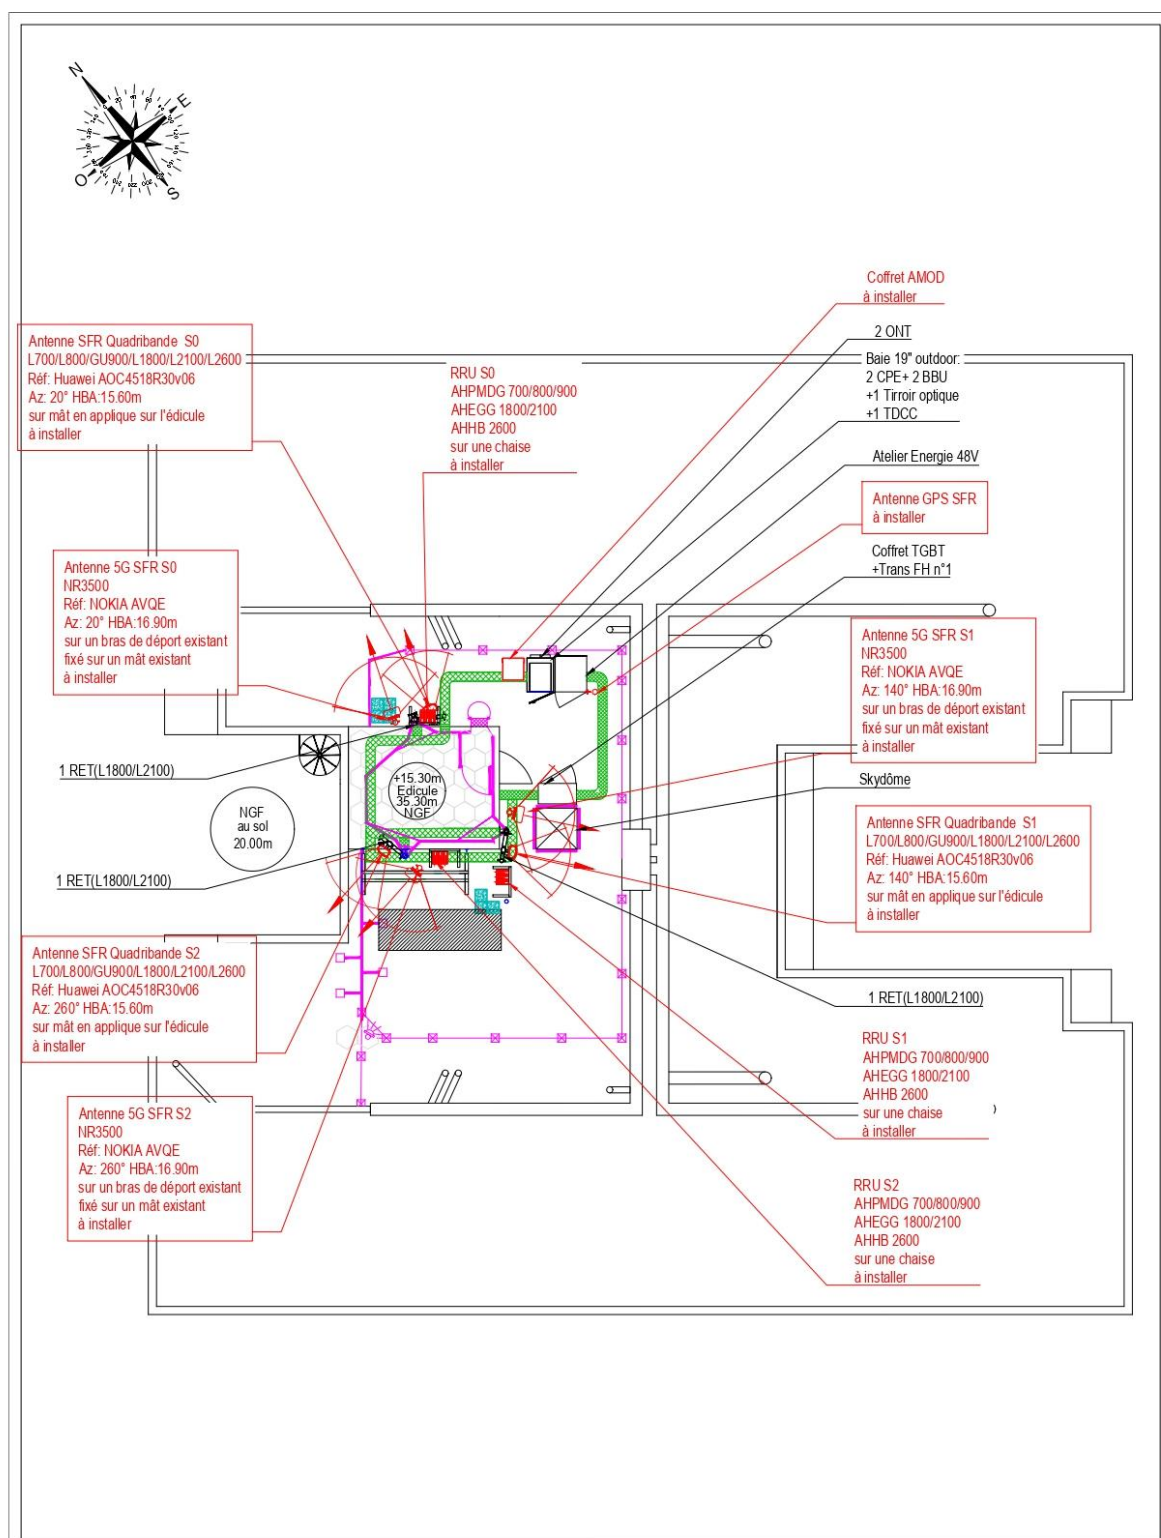 N
E
O
S
Coffret AMOD
à installer
2 ONT
Baie 19" outdoor:
2 CPE+ 2 BBU
+1 Tirroir optique
+1 TDCC
Antenne SFR Quadribande S0
L700/L800/GU900/L1800/L2100/L2600
Réf: Huawei AOC4518R30v06
Az: 20° HBA:15.60m
sur mât en applique sur l'édicule
à installer
RRU S0
AHPMDG 700/800/900
AHEGG 1800/2100
AHHB 2600
sur une chaise
à installer
Atelier Energie 48V
Antenne GPS SFR
à installer
Coffret TGBT
+Trans FH n°1
Antenne 5G SFR S0
NR3500
Réf: NOKIA AVQE
Az: 20° HBA:16.90m
sur un bras de déport existant
fixé sur un mât existant
à installer
Antenne 5G SFR S1
NR3500
Réf: NOKIA AVQE
Az: 140° HBA:16.90m
sur un bras de déport existant
fixé sur un mât existant
à installer
1 RET(L1800/L2100)
+15.30m
Edicule
35.30m
NGF
Skydôme
NGF
au sol
20.00m
Antenne SFR Quadribande S1
L700/L800/GU900/L1800/L2100/L2600
Réf: Huawei AOC4518R30v06
Az: 140° HBA:15.60m
sur mât en applique sur l'édicule
à installer
1 RET(L1800/L2100)
Antenne SFR Quadribande S2
L700/L800/GU900/L1800/L2100/L2600
Réf: Huawei AOC4518R30v06
Az: 260° HBA:15.60m
sur mât en applique sur l'édicule
à installer
1 RET(L1800/L2100)
RRU S1
AHPMDG 700/800/900
AHEGG 1800/2100
AHHB 2600
sur une chaise
à installer
Antenne 5G SFR S2
NR3500
Réf: NOKIA AVQE
Az: 260° HBA:16.90m
sur un bras de déport existant
fixé sur un mât existant
à installer
RRU S2
AHPMDG 700/800/900
AHEGG 1800/2100
AHHB 2600
sur une chaise
à installer